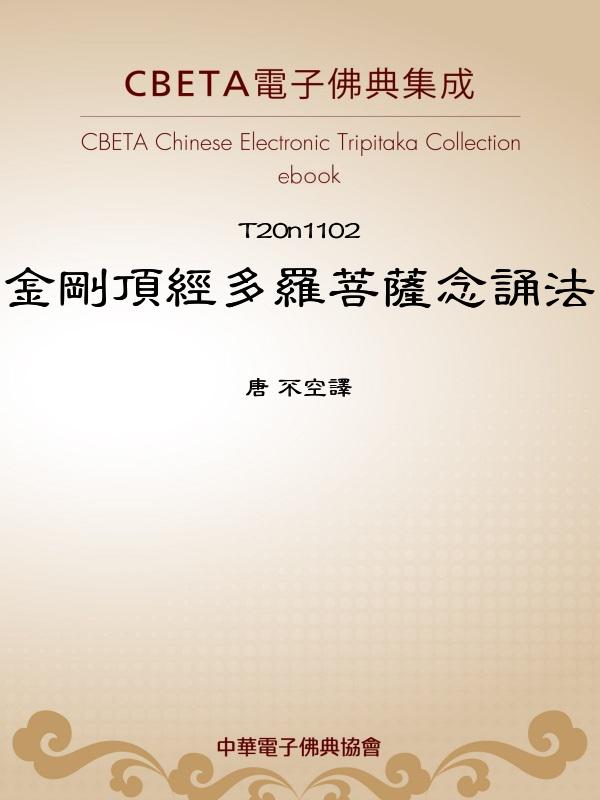 CBETA電子佛典集成
CBETA Chinese Electronic Tripitaka Collection
ebook
T20n1102
金剛頂經多羅菩薩念誦法
唐 不空譯
中華電子佛典協會